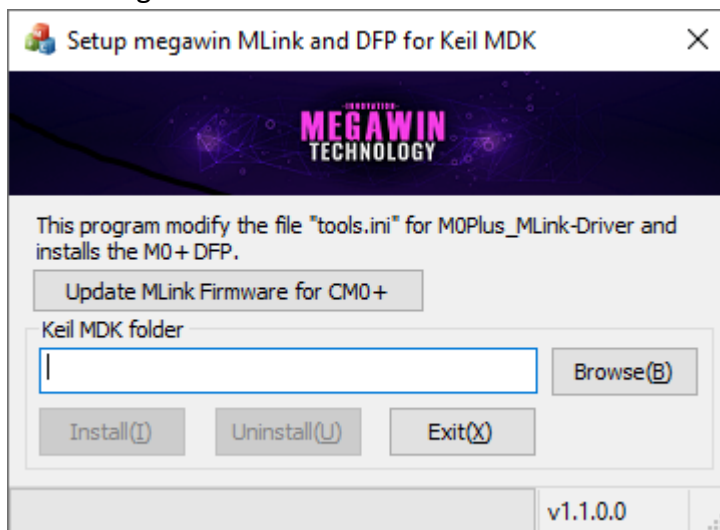 Setup megawin MLink and DFP for Keil MDK
INNOVATION
MEGAWIN
TECHNOLOGY
This program modify the file "tools.ini" for M0Plus_MLink-Driver and
installs the M0+ DFP.
Update MLink Firmware for CM0+
Keil MDK folder
Browse(B)
Install(I) Uninstall(U) Exit(X)
v1.1.0.0